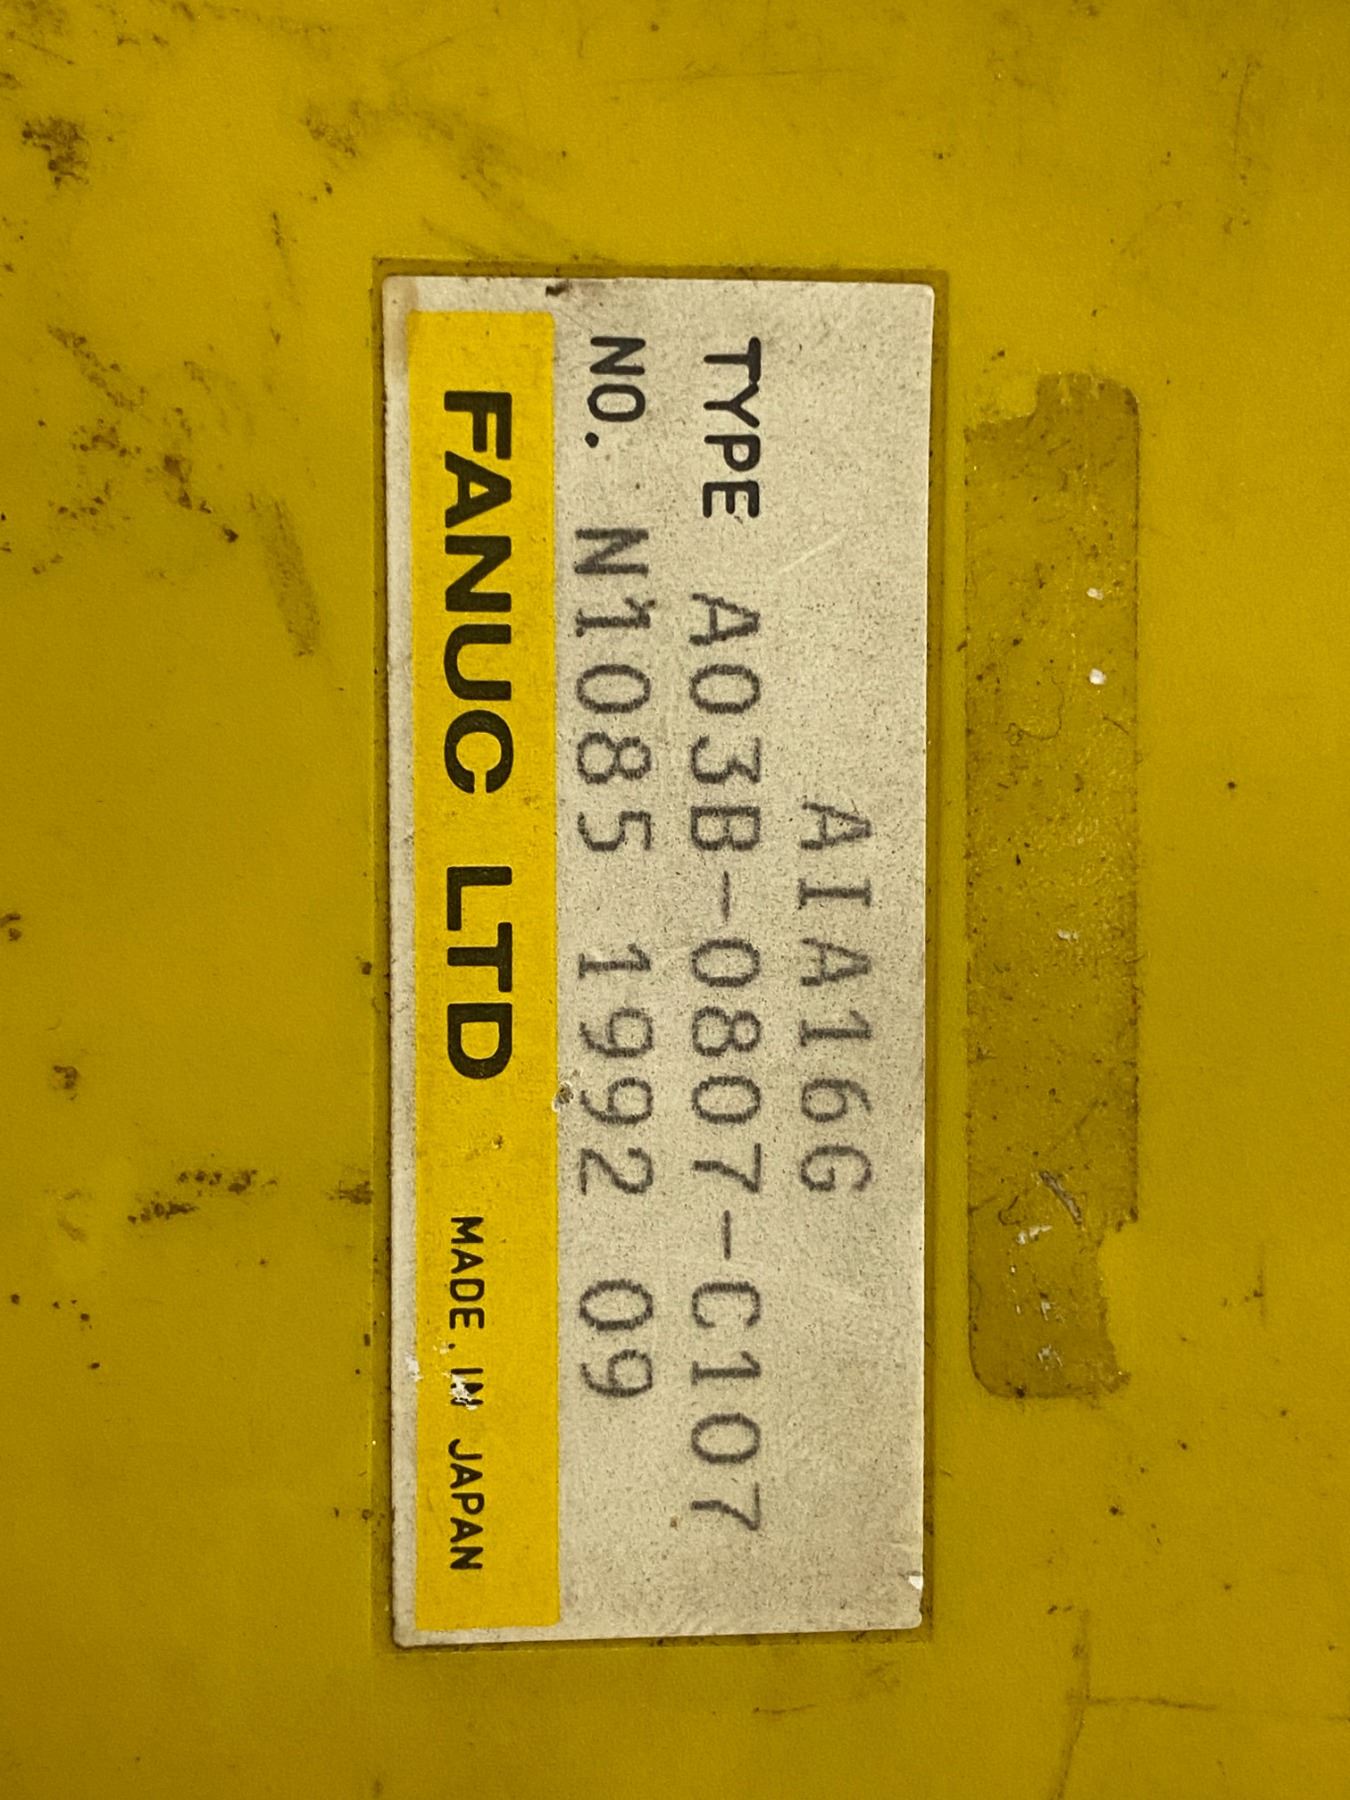 AIA16G
TYPE A03B-0807-C107
NO. N1085 1992 09
FANUC LTD MADE IN JAPAN